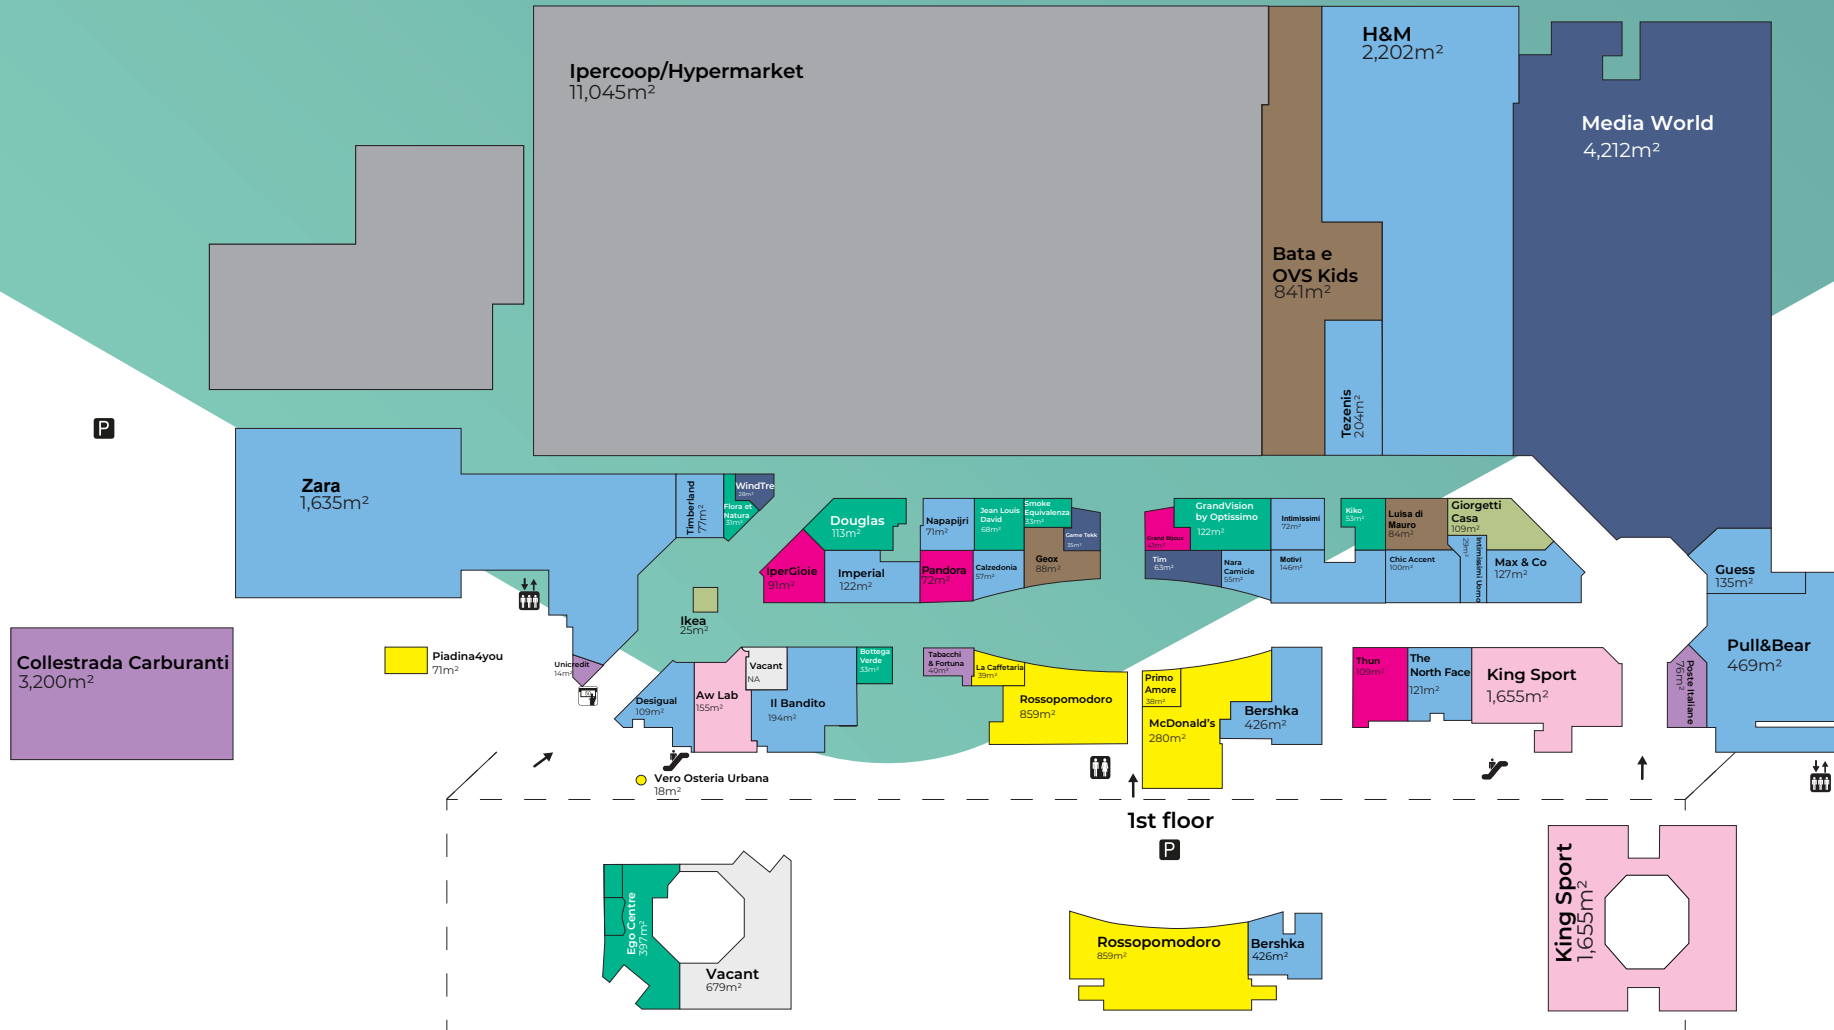 Ipercoop/Hypermarket
11,045m²
H&M
2,202m²
Media World
4,212m²
Bata e
OVS Kids
841m²
Tezenis
204m²
P
Zara
1,635m²
Timberland
77m²
WindTre
28m²
Flora et
Natura
31m²
Douglas
113m²
IperGioie
91m²
Imperial
122m²
Napapijri
71m²
Pandora
72m²
Jean Louis
David
68m²
Calzedonia
57m²
Smoke
Equivalenza
33m²
Game Tekk
35m²
Geox
88m²
Grand Bijoux
41m²
GrandVision
by Optissimo
122m²
Tim
63m²
Nara
Camicie
55m²
Intimissimi
72m²
Motivi
146m²
Kiko
53m²
Luisa di
Mauro
84m²
Chic Accent
100m²
Giorgetti
Casa
109m²
Intimissimi Uomo
29m²
Max & Co
127m²
Guess
135m²
Pull&Bear
469m²
Poste Italiane
76m²
Ikea
25m²
Collestrada Carburanti
3,200m²
Piadina4you
71m²
Unicredit
14m²
Desigual
109m²
Aw Lab
155m²
Vacant
NA
Il Bandito
194m²
Bottega
Verde
33m²
Tabacchi
& Fortuna
40m²
La Caffetaria
39m²
Rossopomodoro
859m²
Primo
Amore
38m²
McDonald's
280m²
Bershka
426m²
Thun
109m²
The
North Face
121m²
King Sport
1,655m²
Vero Osteria Urbana
18m²
1st floor
P
Ego Centre
397m²
Vacant
679m²
Rossopomodoro
859m²
Bershka
426m²
King Sport
1,655m²